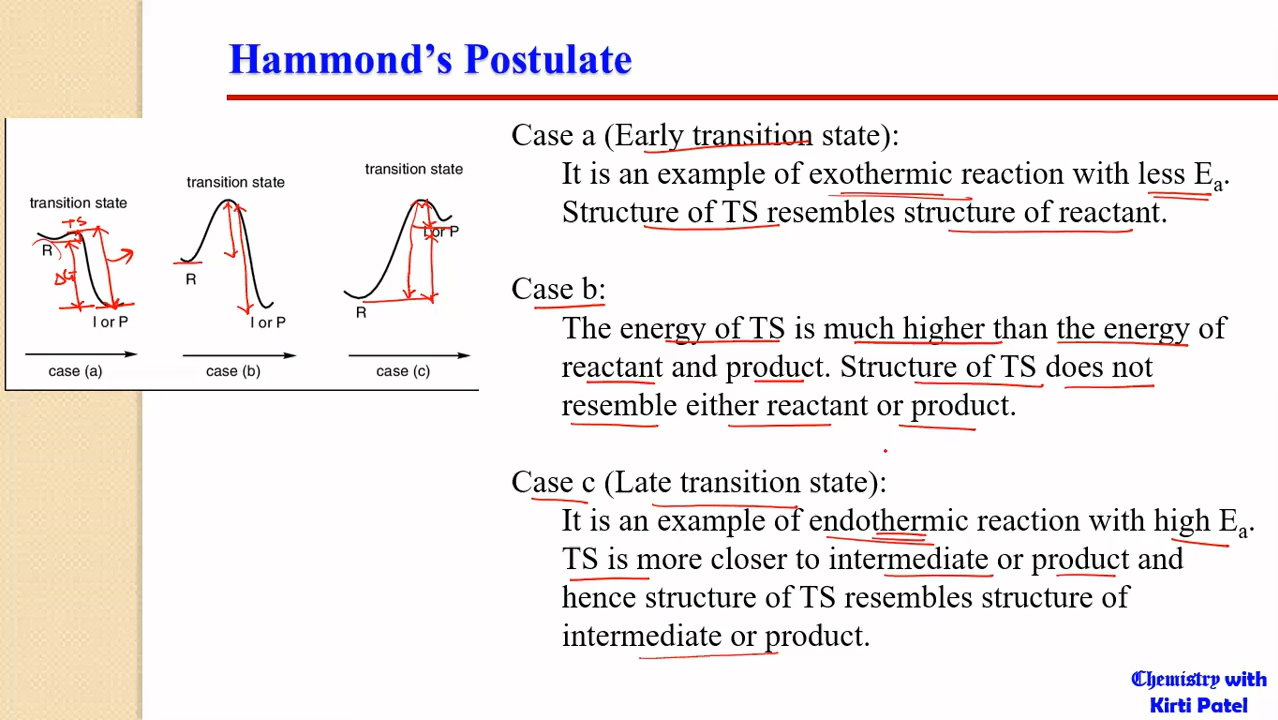 Hammond's Postulate
transition state
TS
R
ΔG
I or P
case (a)
transition state
R
I or P
case (b)
transition state
I or P
R
case (c)
Case a (Early transition state):
It is an example of exothermic reaction with less Ea.
Structure of TS resembles structure of reactant.
Case b:
The energy of TS is much higher than the energy of
reactant and product. Structure of TS does not
resemble either reactant or product.
Case c (Late transition state):
It is an example of endothermic reaction with high Ea.
TS is more closer to intermediate or product and
hence structure of TS resembles structure of
intermediate or product.
Chemistry with
Kirti Patel